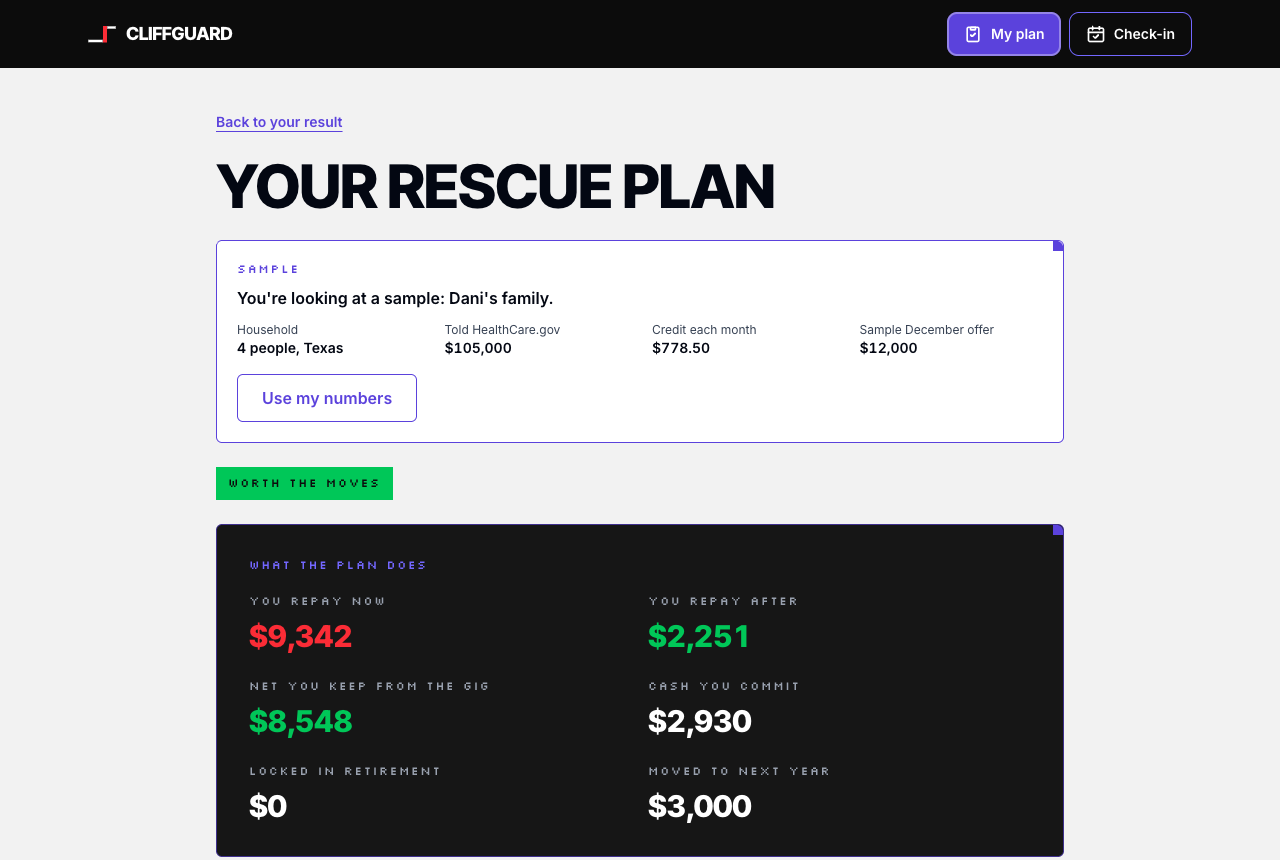 CLIFFGUARD
My plan
Check-in
Back to your result
YOUR RESCUE PLAN
SAMPLE
You're looking at a sample: Dani's family.
Household
4 people, Texas
Told HealthCare.gov
$105,000
Credit each month
$778.50
Sample December offer
$12,000
Use my numbers
WORTH THE MOVES
WHAT THE PLAN DOES
YOU REPAY NOW
$9,342
YOU REPAY AFTER
$2,251
NET YOU KEEP FROM THE GIG
$8,548
CASH YOU COMMIT
$2,930
LOCKED IN RETIREMENT
$0
MOVED TO NEXT YEAR
$3,000